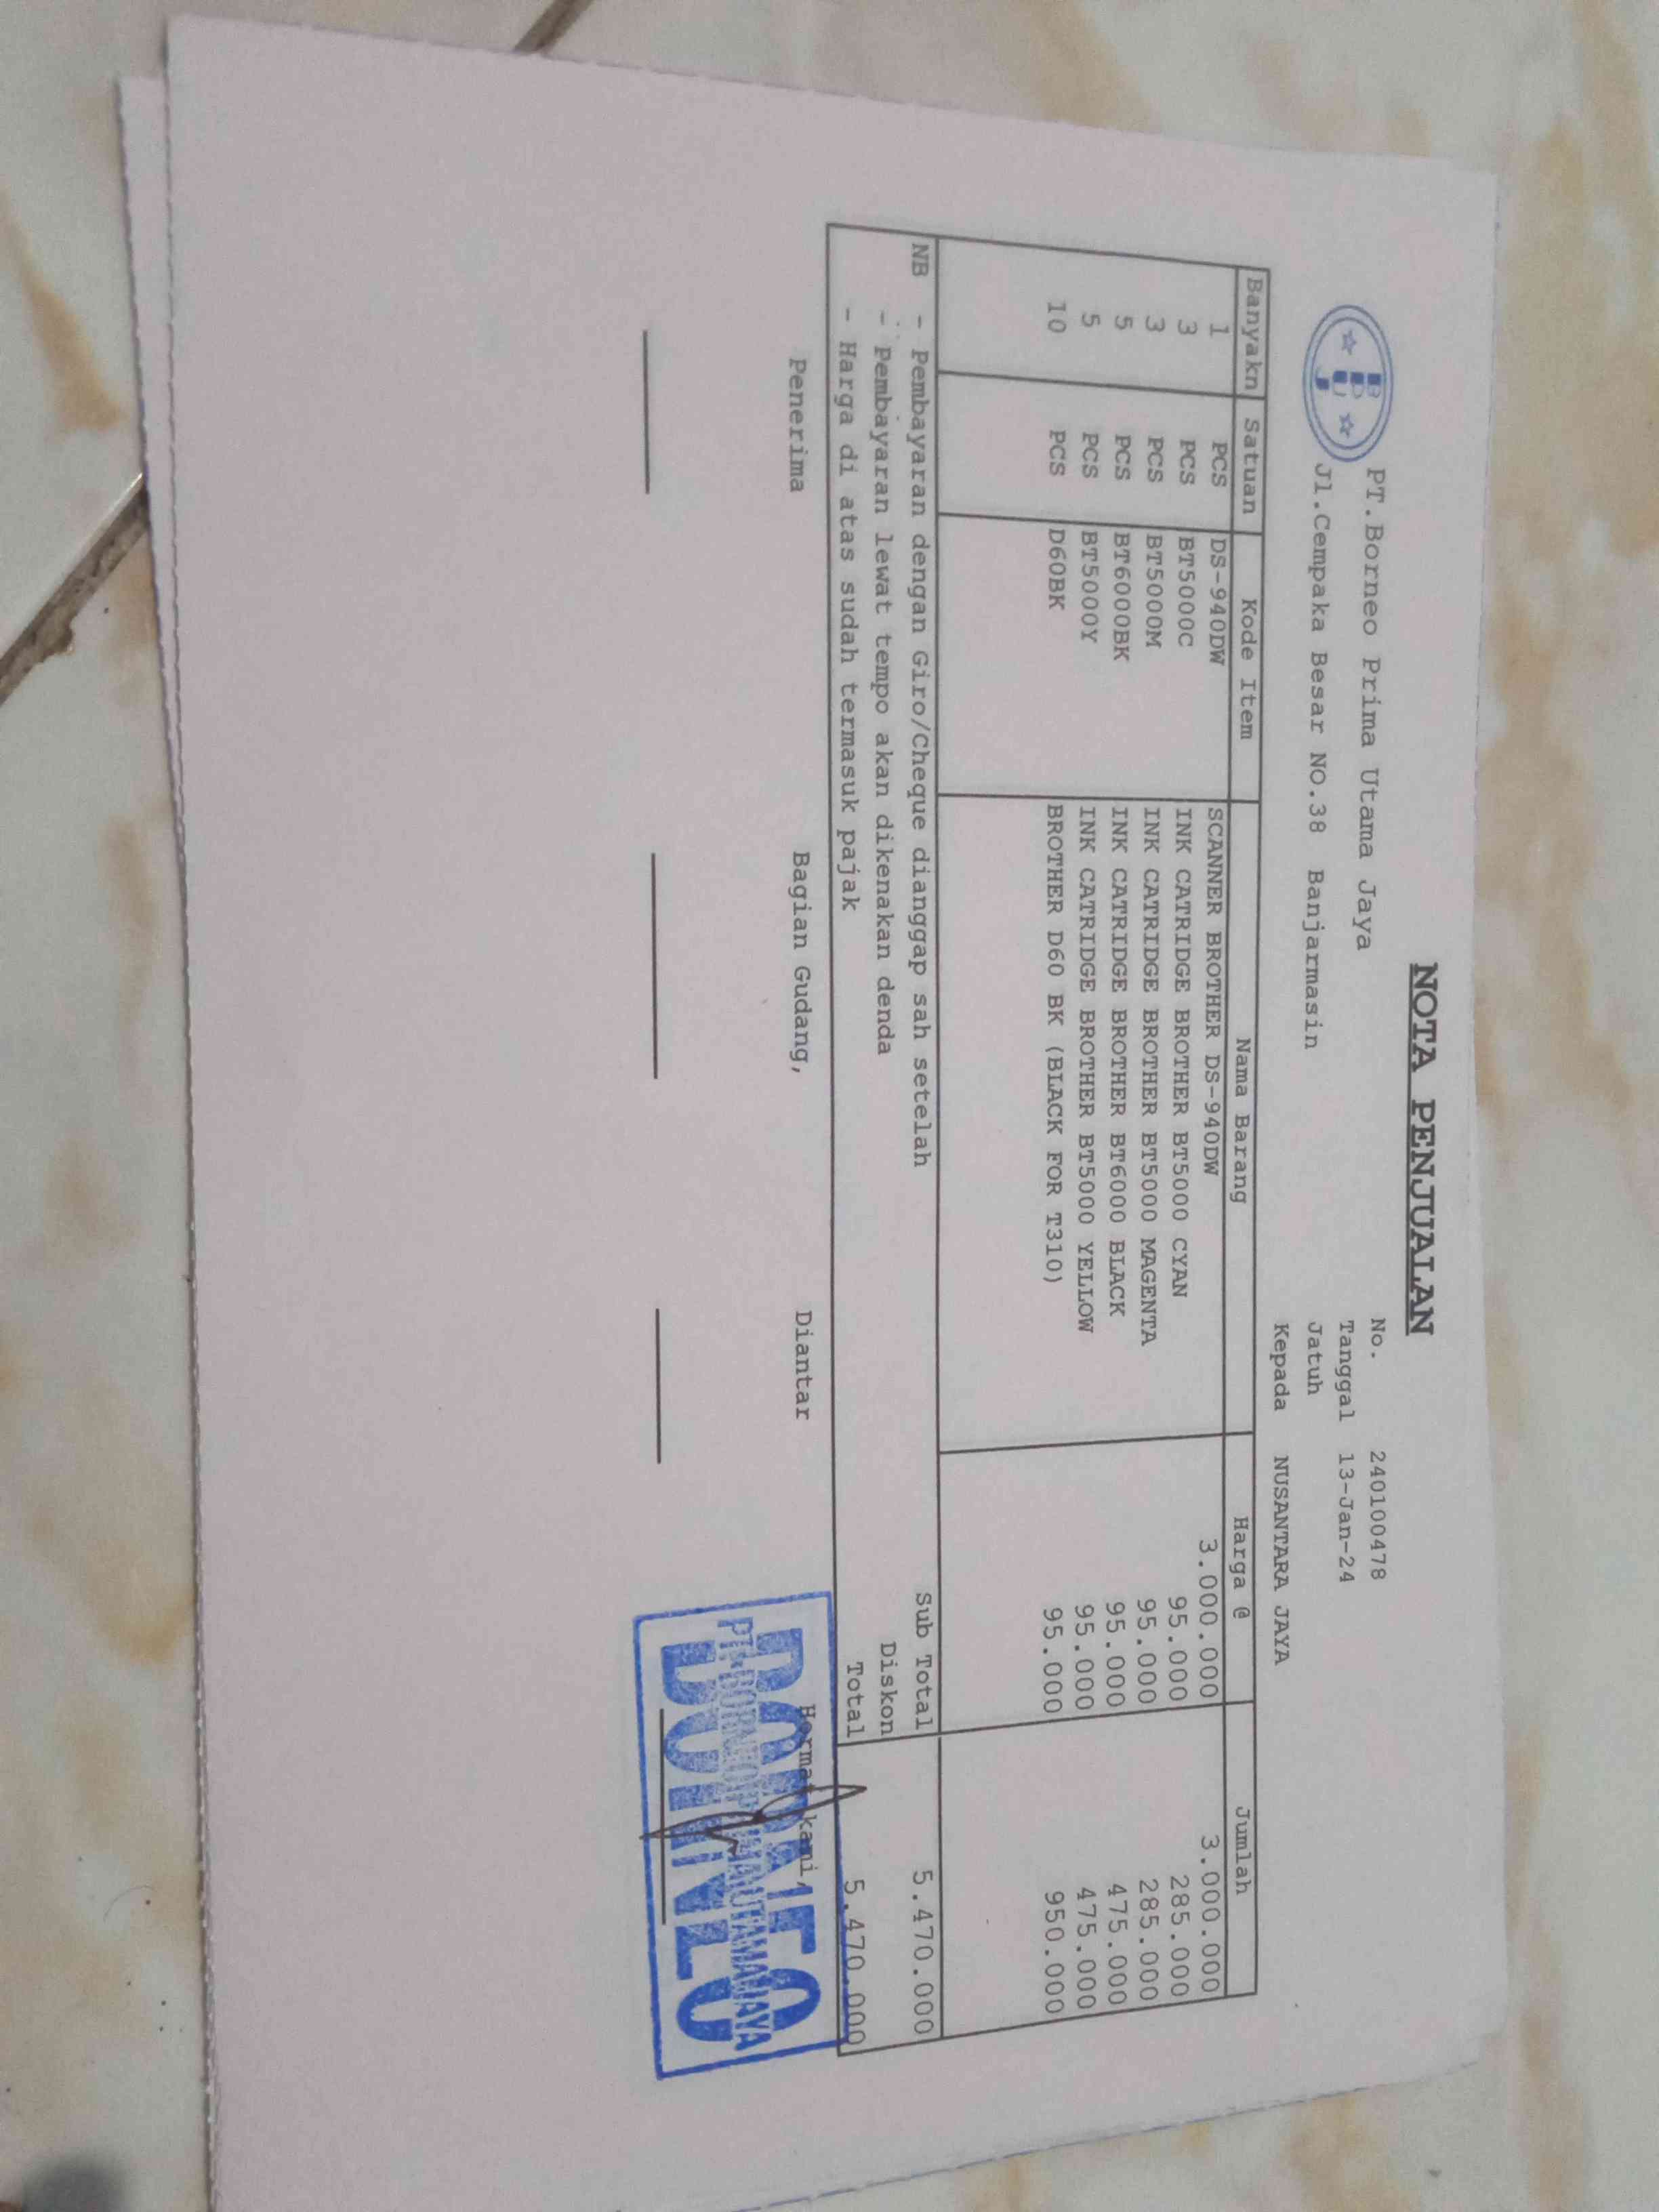 NOTA PENJUALAN
BPU
J
PT.Borneo Prima Utama Jaya
Jl.Cempaka Besar NO.38 Banjarmasin
No. 240100478
Tanggal 13-Jan-24
Jatuh
Kepada NUSANTARA JAYA
Banyakn Satuan Kode Item Nama Barang Harga @ Jumlah
1 PCS DS-940DW SCANNER BROTHER DS-940DW 3.000.000 3.000.000
3 PCS BT5000C INK CATRIDGE BROTHER BT5000 CYAN 95.000 285.000
3 PCS BT5000M INK CATRIDGE BROTHER BT5000 MAGENTA 95.000 285.000
5 PCS BT6000BK INK CATRIDGE BROTHER BT6000 BLACK 95.000 475.000
5 PCS BT5000Y INK CATRIDGE BROTHER BT5000 YELLOW 95.000 475.000
10 PCS D60BK BROTHER D60 BK (BLACK FOR T310) 95.000 950.000
NB - Pembayaran dengan Giro/Cheque dianggap sah setelah Sub Total 5.470.000
- Pembayaran lewat tempo akan dikenakan denda Diskon
- Harga di atas sudah termasuk pajak Total 5.470.000
Penerima Bagian Gudang, Diantar Hormat kami,
BORNEO
PT. BORNEO PRIMA UTAMA JAYA